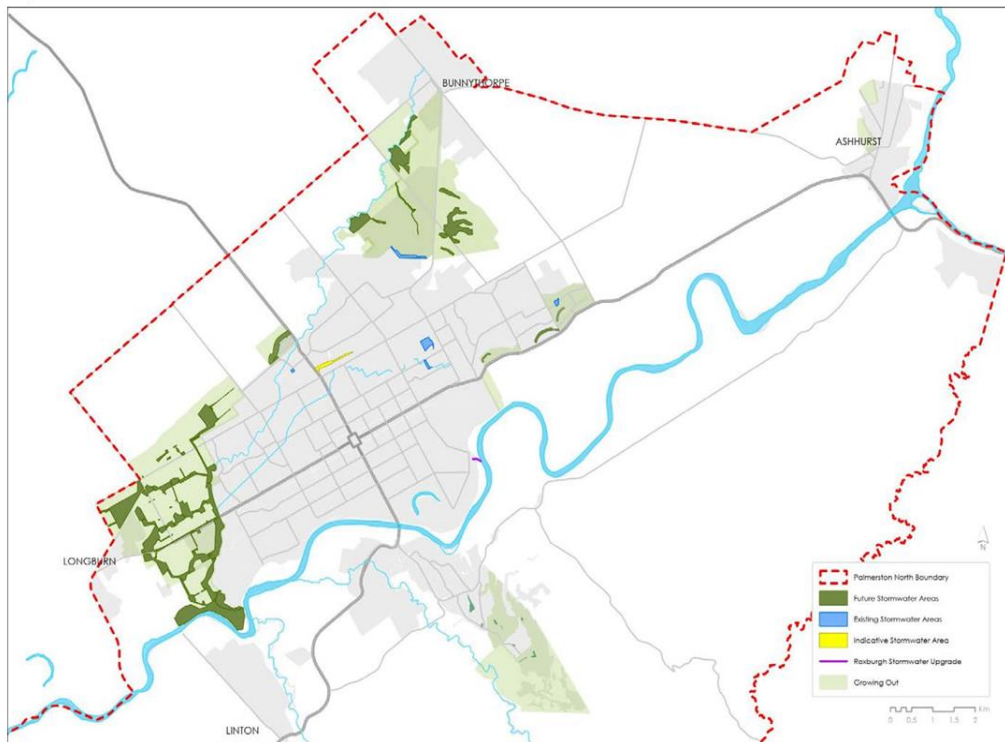 BUNNYTHORPE
ASHHURST
LONGBURN
LINTON
N
Palmerston North Boundary
Future Stormwater Areas
Existing Stormwater Areas
Indicative Stormwater Area
Roxburgh Stormwater Upgrade
Growing Out
Km
0 0.5 1 1.5 2